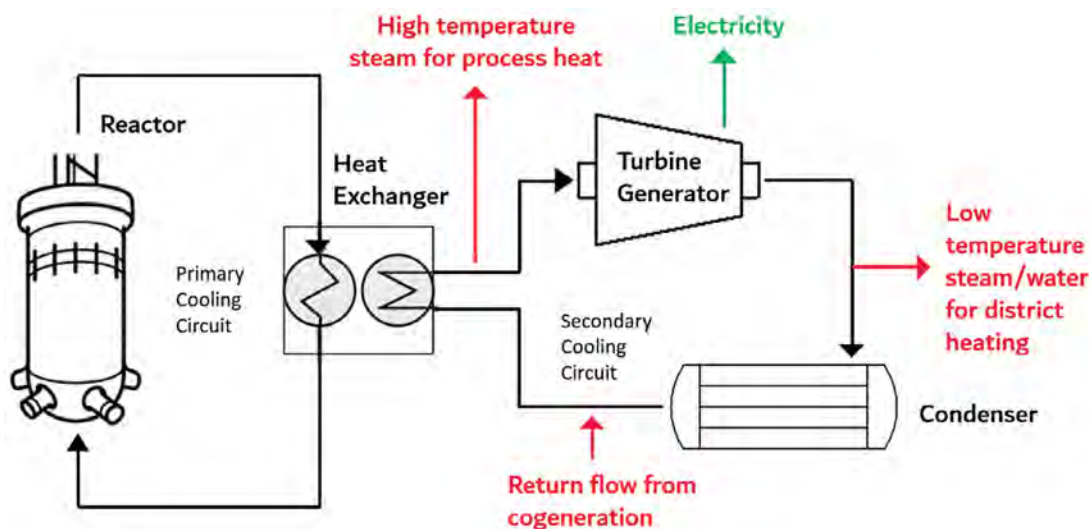 High temperature
steam for process heat
Electricity
Reactor
Heat
Exchanger
Turbine
Generator
Primary
Cooling
Circuit
Low
temperature
steam/water
for district
heating
Secondary
Cooling
Circuit
Condenser
Return flow from
cogeneration